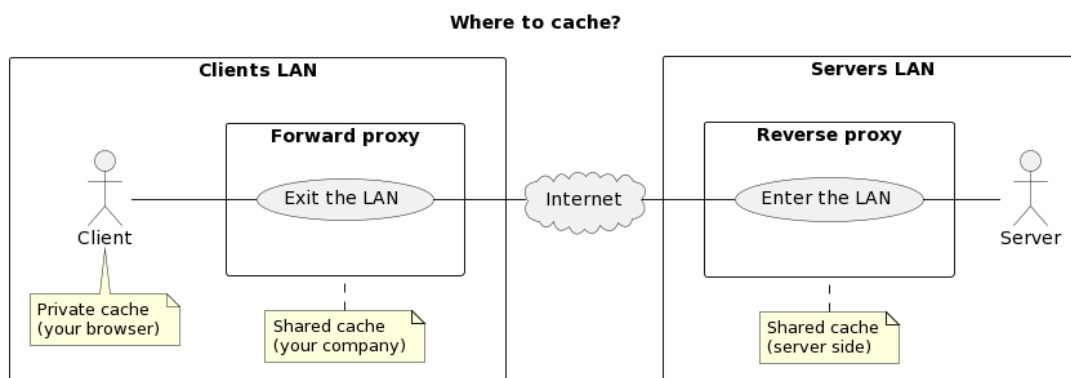 Where to cache?
Clients LAN
Servers LAN
Forward proxy
Reverse proxy
Exit the LAN
Internet
Enter the LAN
Client
Server
Private cache
(your browser)
Shared cache
(your company)
Shared cache
(server side)